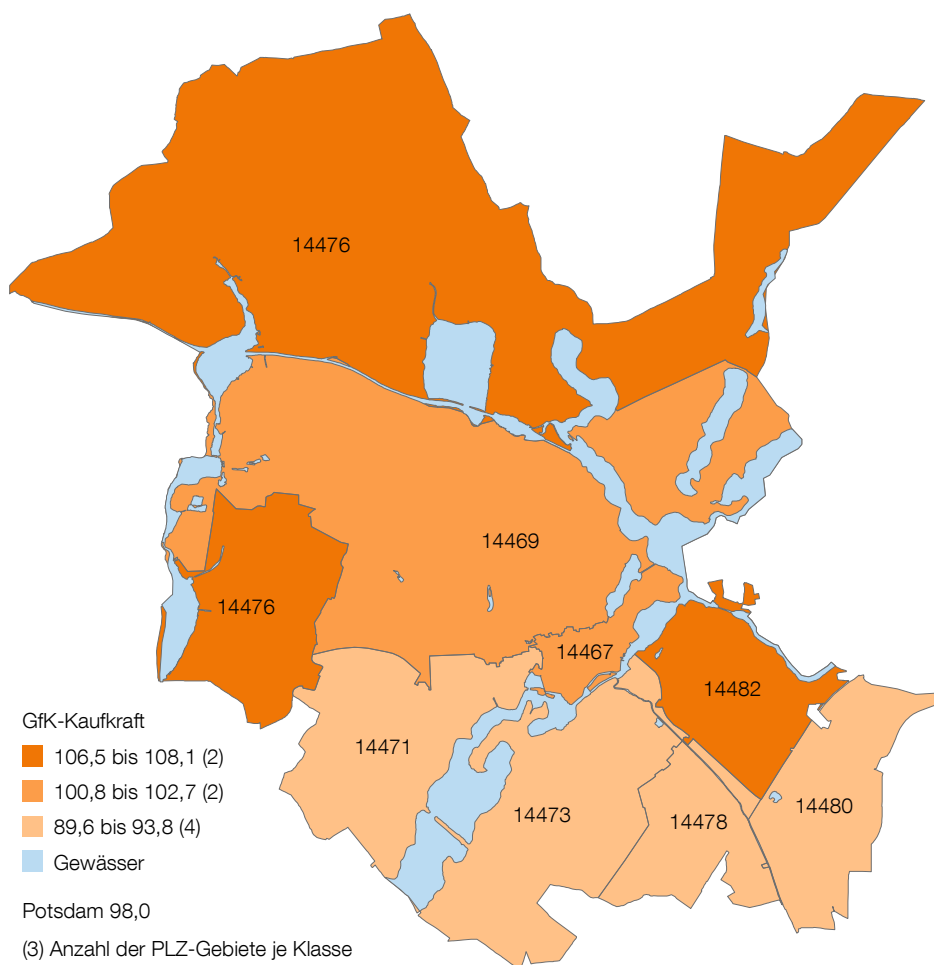 14476
14469
14476
14467
14482
14471
14473
14478
14480
GfK-Kaufkraft
106,5 bis 108,1 (2)
100,8 bis 102,7 (2)
89,6 bis 93,8 (4)
Gewässer
Potsdam 98,0
(3) Anzahl der PLZ-Gebiete je Klasse